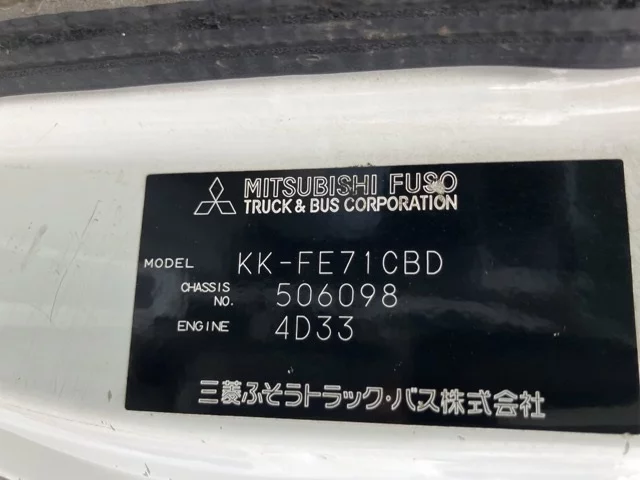 MITSUBISHI FUSO
TRUCK & BUS CORPORATION
MODEL KK-FE71CBD
CHASSIS NO. 506098
ENGINE 4D33
三菱ふそうトラック・バス株式会社